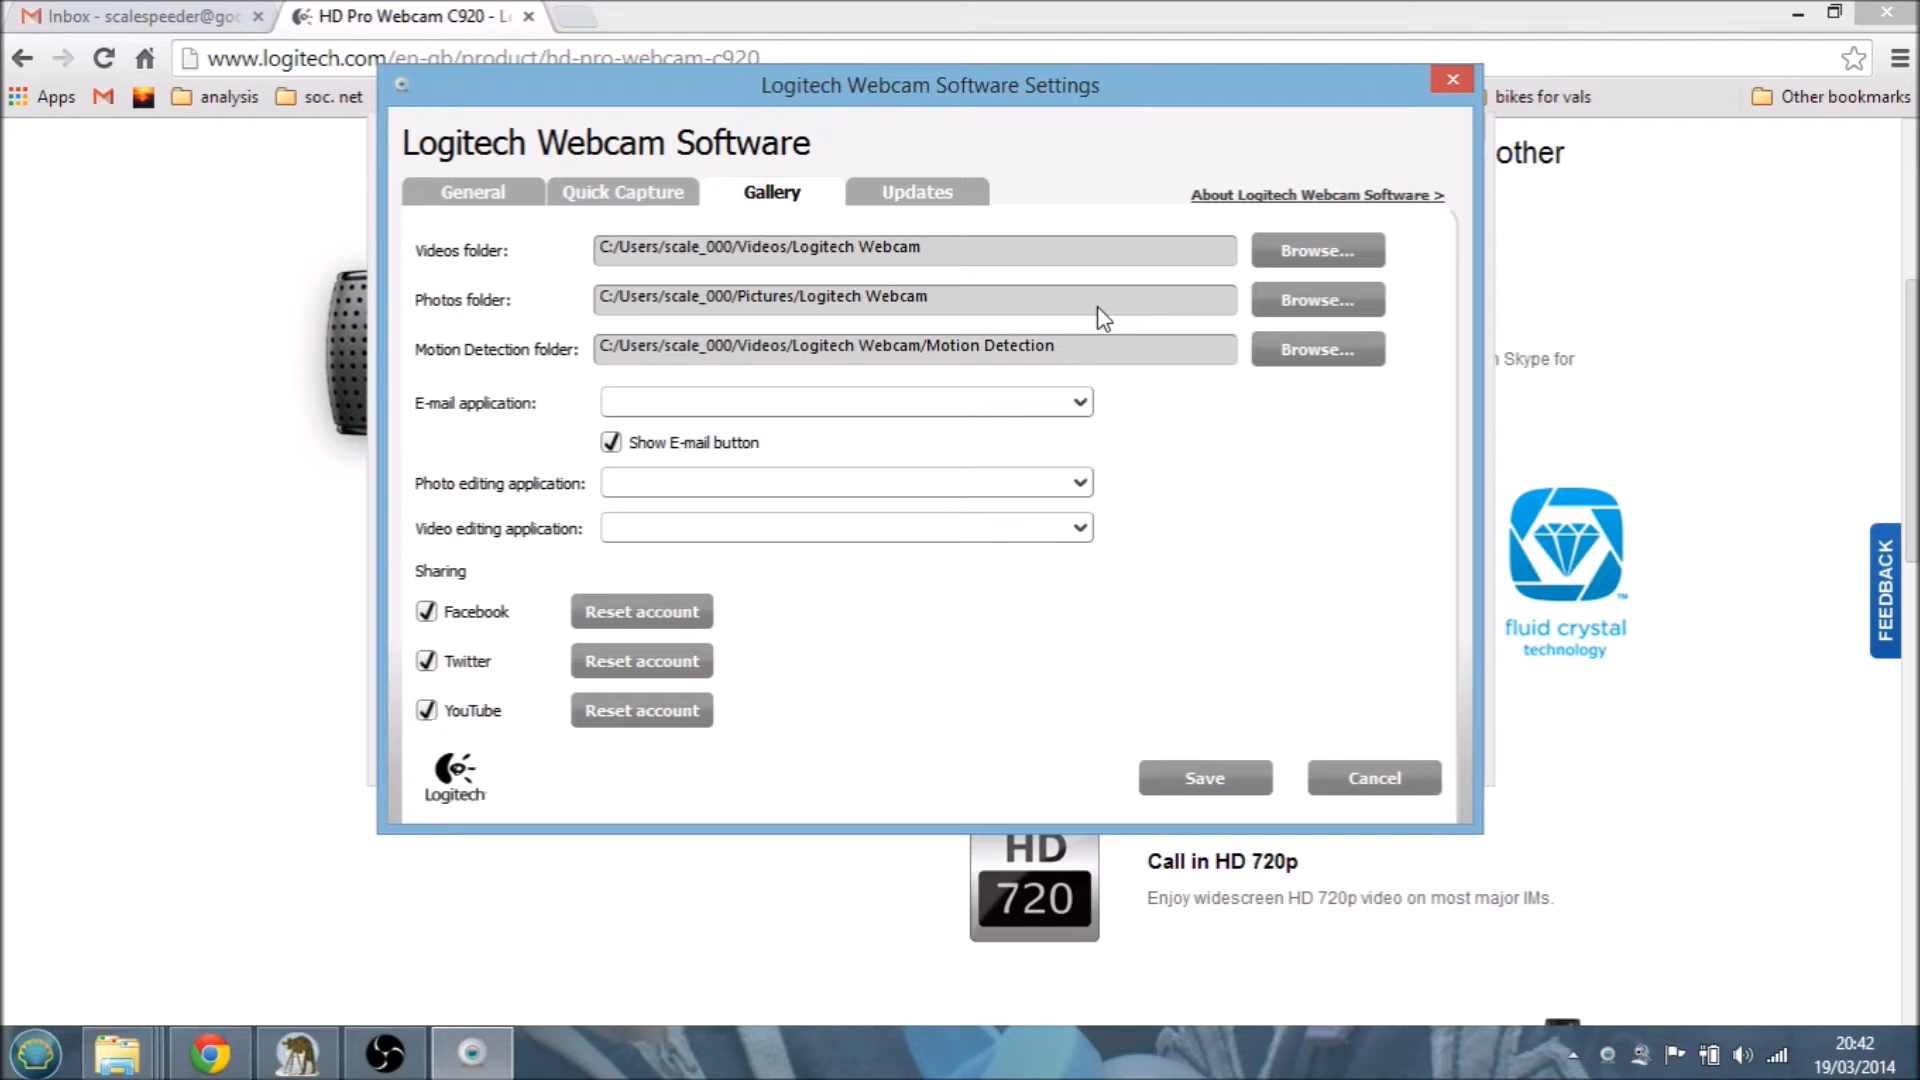 Inbox - scalespeeder@goo
HD Pro Webcam C920 - L
www.logitech.com/en-gb/product/hd-pro-webcam-c920
Apps
analysis
soc. net
bikes for vals
Other bookmarks
Logitech Webcam Software Settings
Logitech Webcam Software
General
Quick Capture
Gallery
Updates
About Logitech Webcam Software >
Videos folder:
C:/Users/scale_000/Videos/Logitech Webcam
Browse...
Photos folder:
C:/Users/scale_000/Pictures/Logitech Webcam
Browse...
Motion Detection folder:
C:/Users/scale_000/Videos/Logitech Webcam/Motion Detection
Browse...
E-mail application:
Show E-mail button
Photo editing application:
Video editing application:
Sharing
Facebook
Reset account
Twitter
Reset account
YouTube
Reset account
Logitech
Save
Cancel
other
Skype for
fluid crystal
technology
™
FEEDBACK
HD
720
Call in HD 720p
Enjoy widescreen HD 720p video on most major IMs.
20:42
19/03/2014